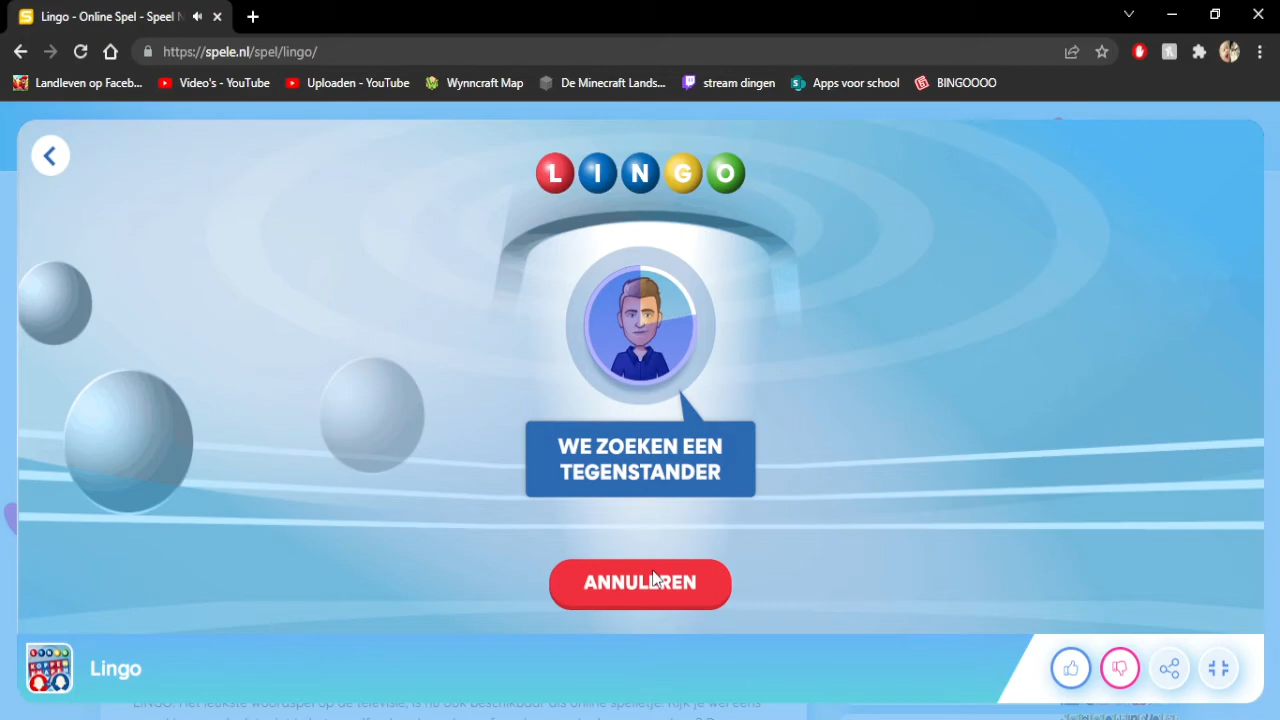 Lingo - Online Spel - Speel N
https://spele.nl/spel/lingo/
Landleven op Faceb... Video's - YouTube Uploaden - YouTube Wynncraft Map De Minecraft Lands... stream dingen Apps voor school BINGOOOO
LINGO
WE ZOEKEN EEN
TEGENSTANDER
ANNULEREN
Lingo